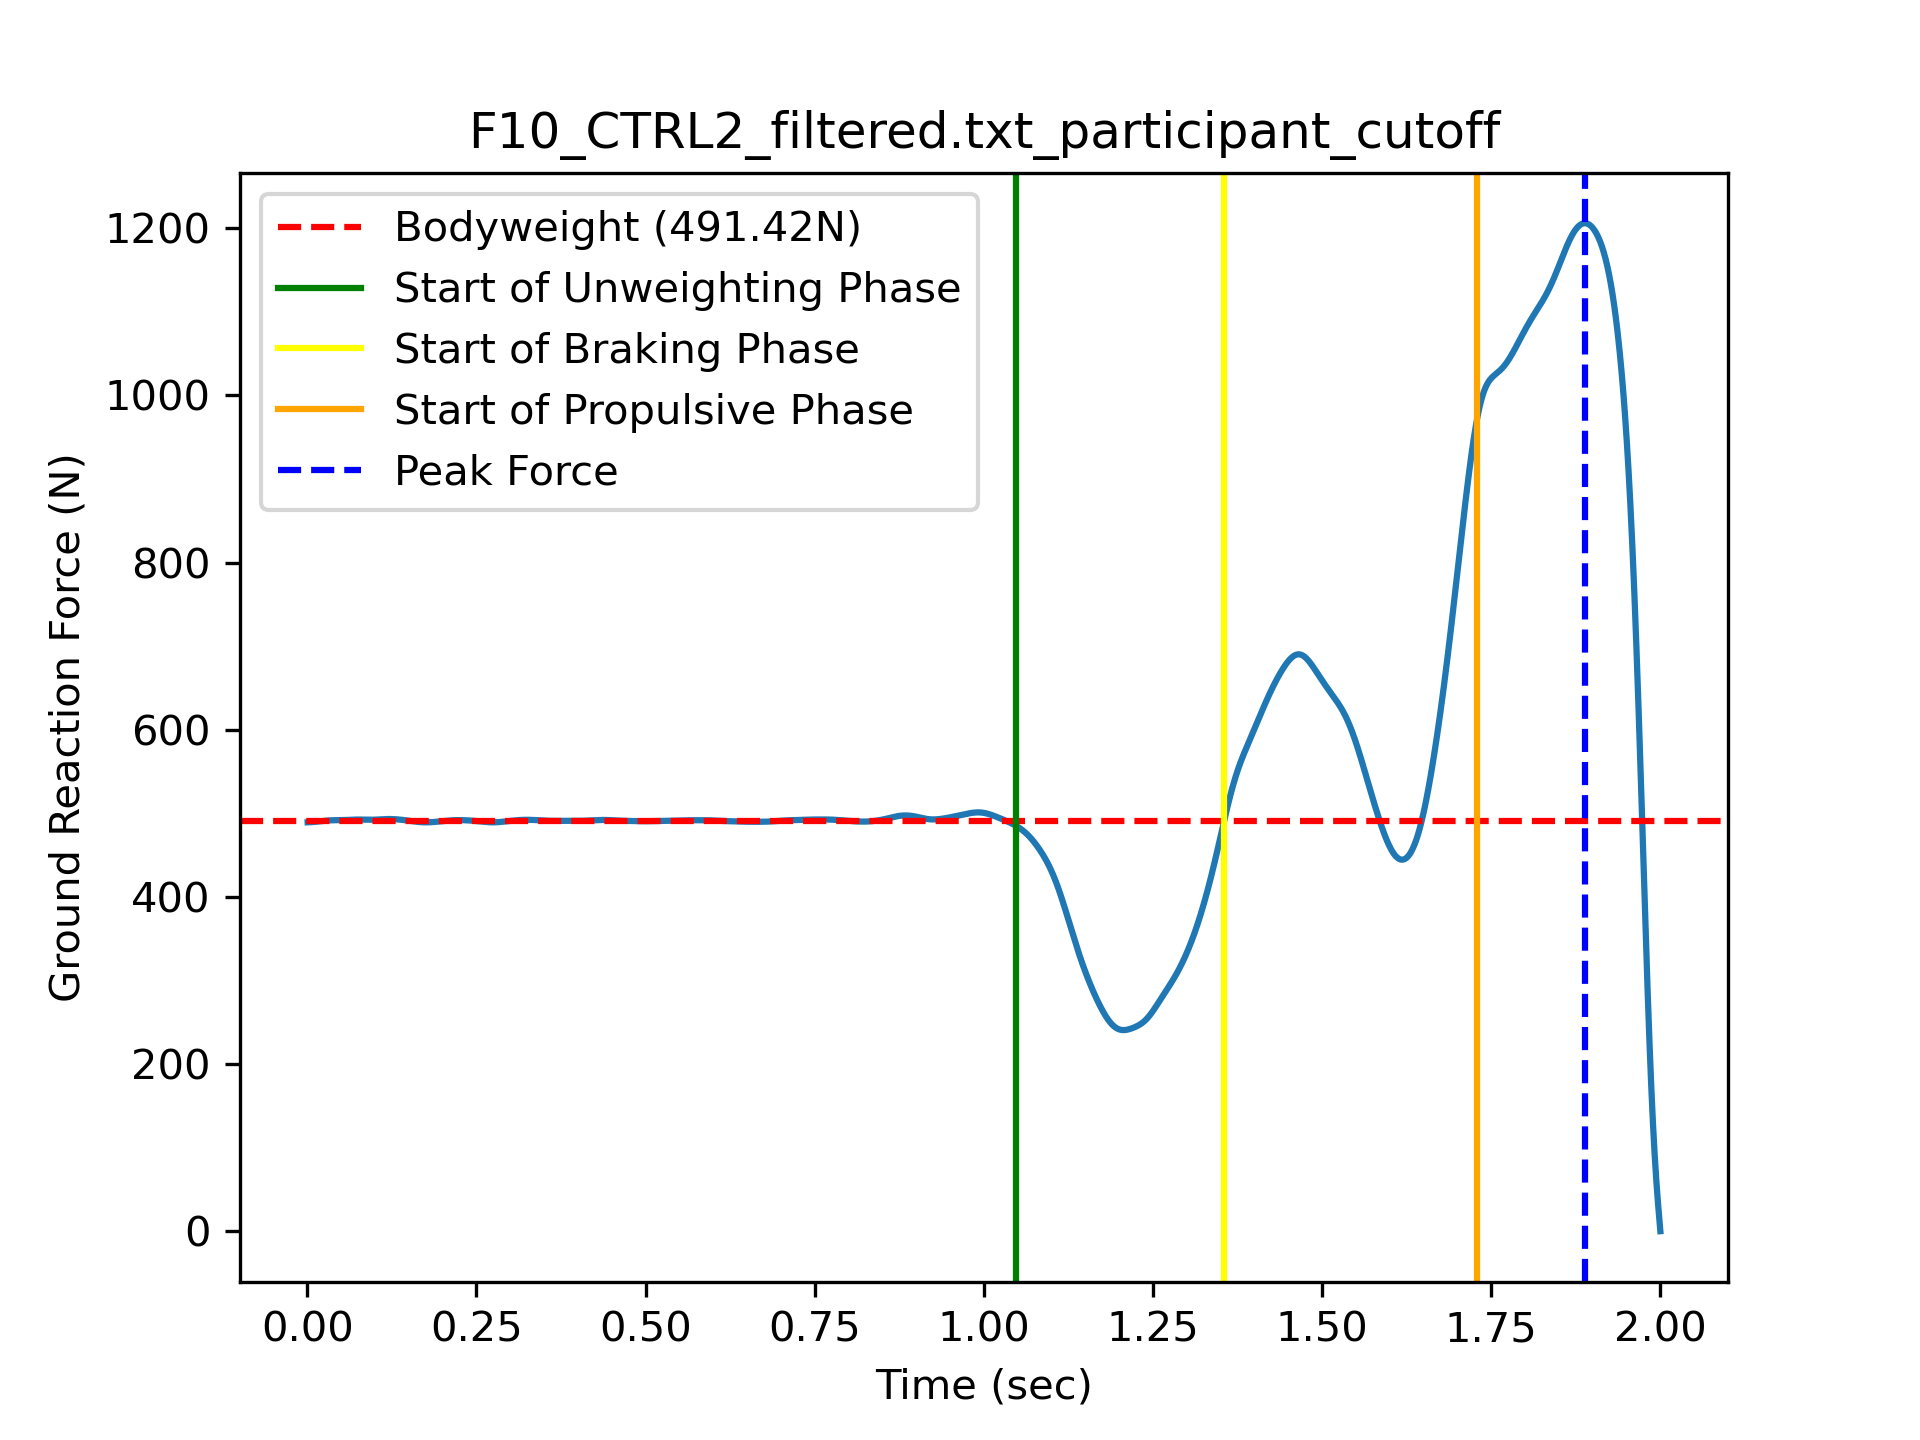 F10_CTRL2_filtered.txt_participant_cutoff
Bodyweight (491.42N)
Start of Unweighting Phase
Start of Braking Phase
Start of Propulsive Phase
Peak Force
Ground Reaction Force (N)
1200
1000
800
600
400
200
0
0.00 0.25 0.50 0.75 1.00 1.25 1.50 1.75 2.00
Time (sec)